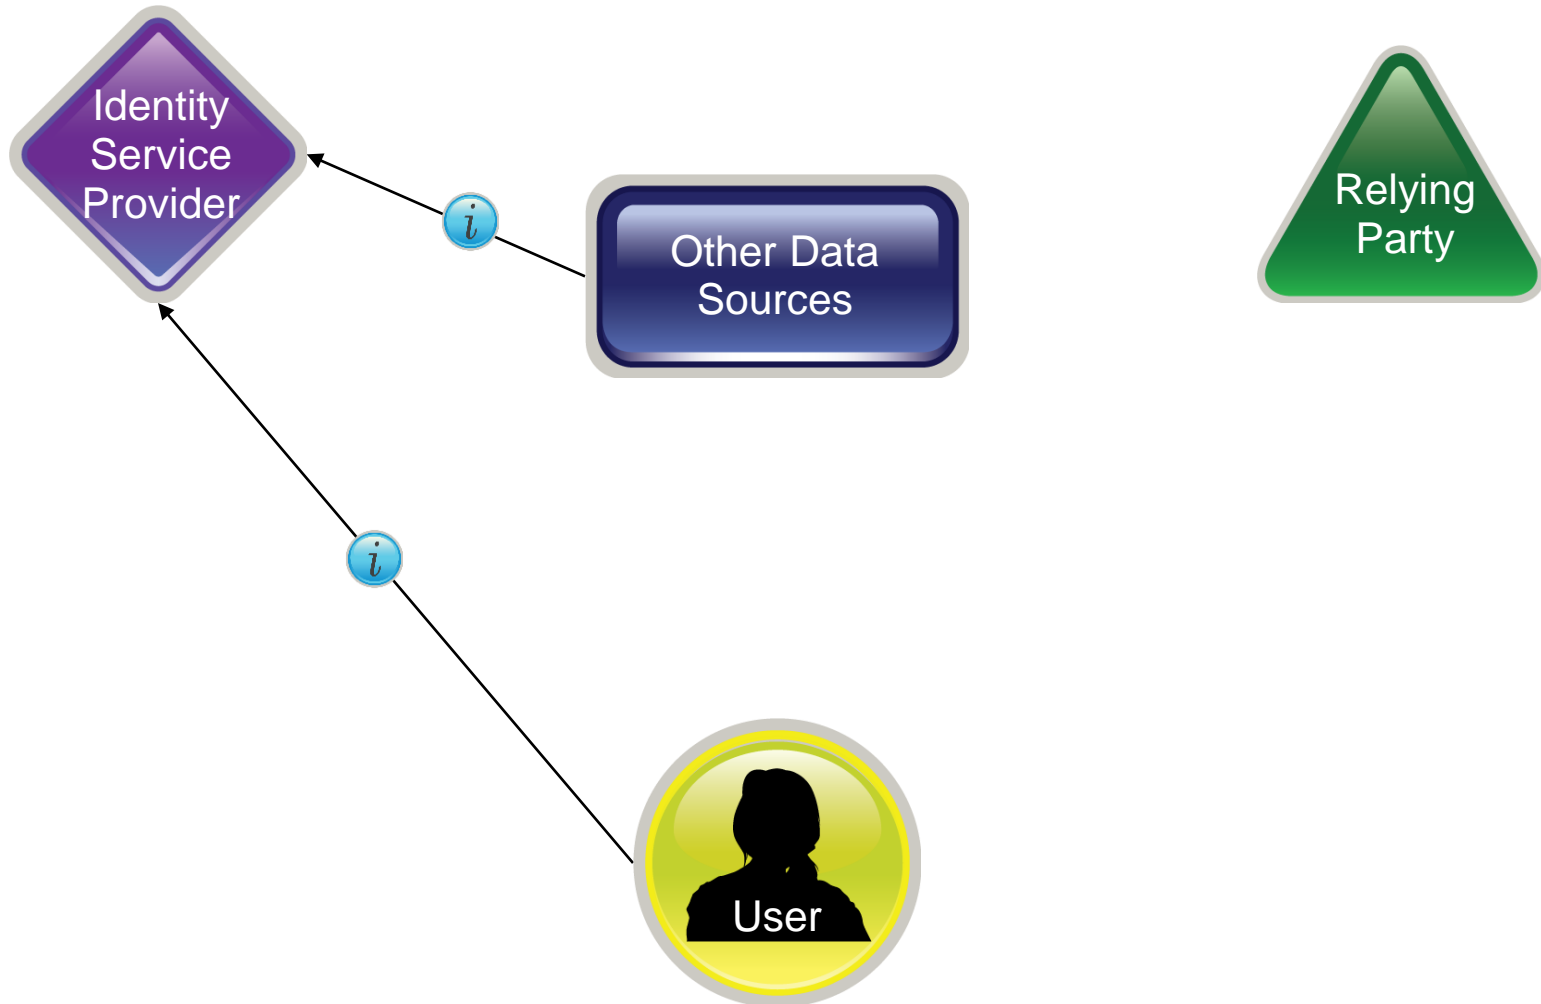 Identity
Service
Provider
i
Other Data
Sources
Relying
Party
i
User